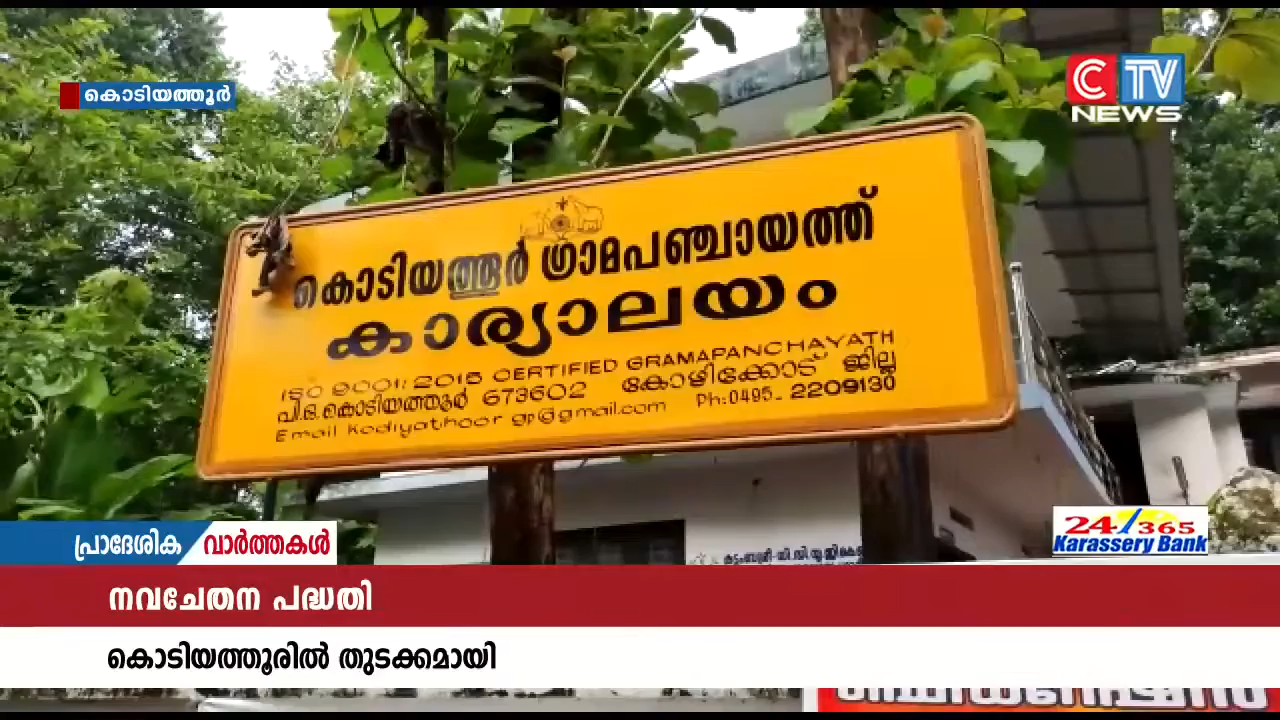 കൊടിയത്തൂർ
CTV
NEWS
കൊടിയത്തൂർ ഗ്രാമപഞ്ചായത്ത്
കാര്യാലയം
ISO 9001:2015 CERTIFIED GRAMAPANCHAYATH
പി.ഒ.കൊടിയത്തൂർ 673602 കോഴിക്കോട് ജില്ല
Email kodiyathoor gp@gmail.com Ph:0495-2209130
24/365
Karassery Bank
പ്രാദേശിക വാർത്തകൾ
നവചേതന പദ്ധതി
കൊടിയത്തൂരിൽ തുടക്കമായി